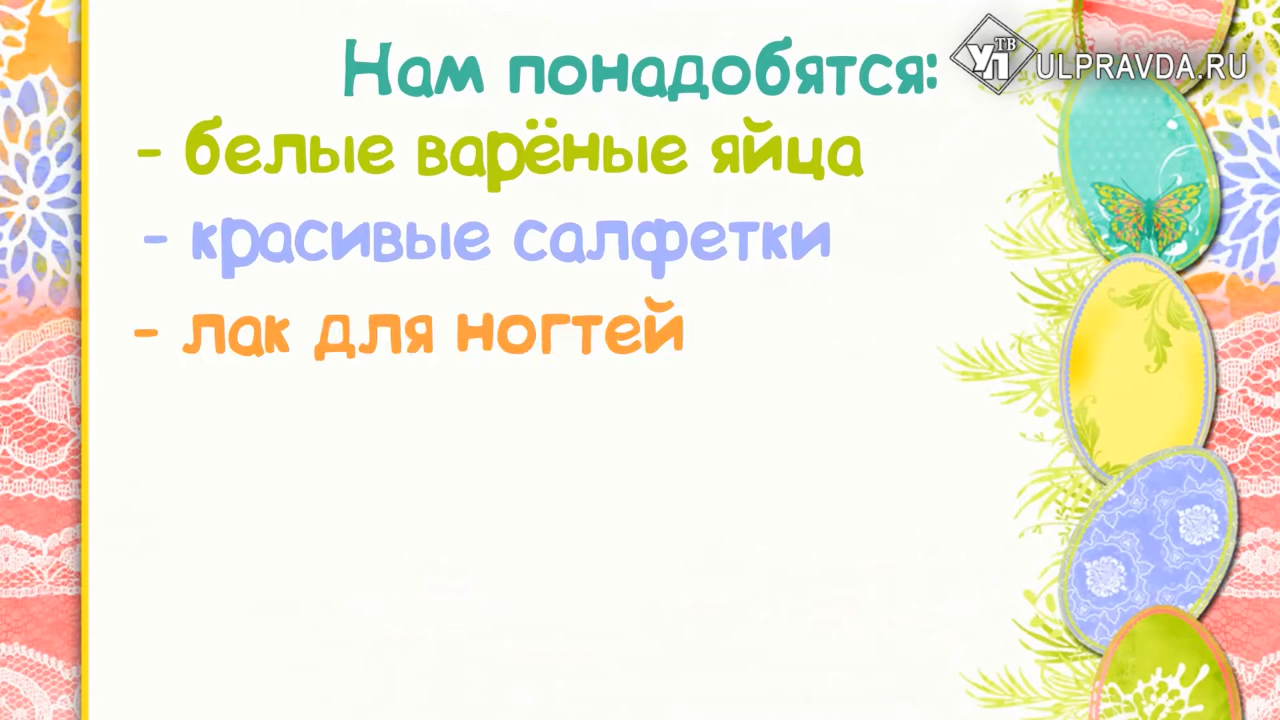 Нам понадобятся:
УП ТВ ULPRAVDA.RU
- белые варёные яйца
- красивые салфетки
- лак для ногтей